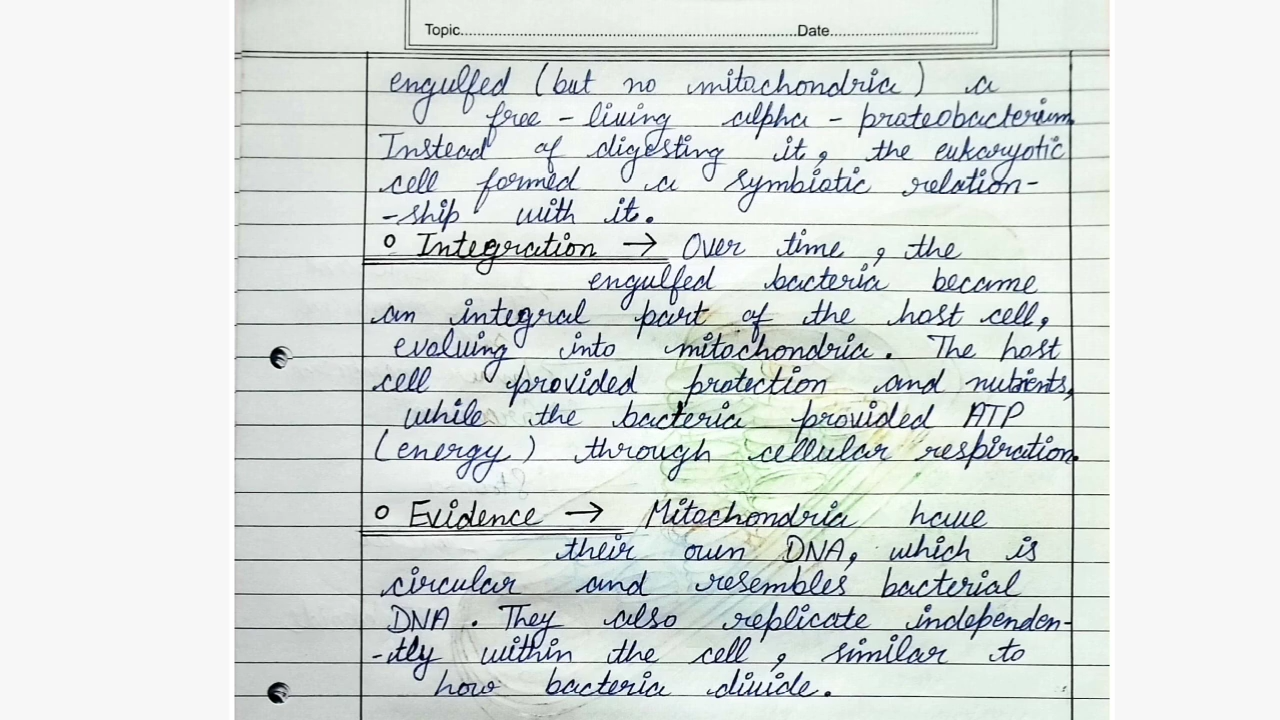 Topic..........Date..........
engulfed (but no mitochondria) a
free - living alpha - proteobacterium.
Instead of digesting it, the eukaryotic
cell formed a symbiotic relation-
-ship with it.
o Integration → Over time, the
engulfed bacteria became
an integral part of the host cell,
evolving into mitochondria. The host
cell provided protection and nutrients,
while the bacteria provided ATP
(energy) through cellular respiration.
o Evidence → Mitochondria have
their own DNA, which is
circular and resembles bacterial
DNA. They also replicate independen-
-tly within the cell, similar to
how bacteria divide.